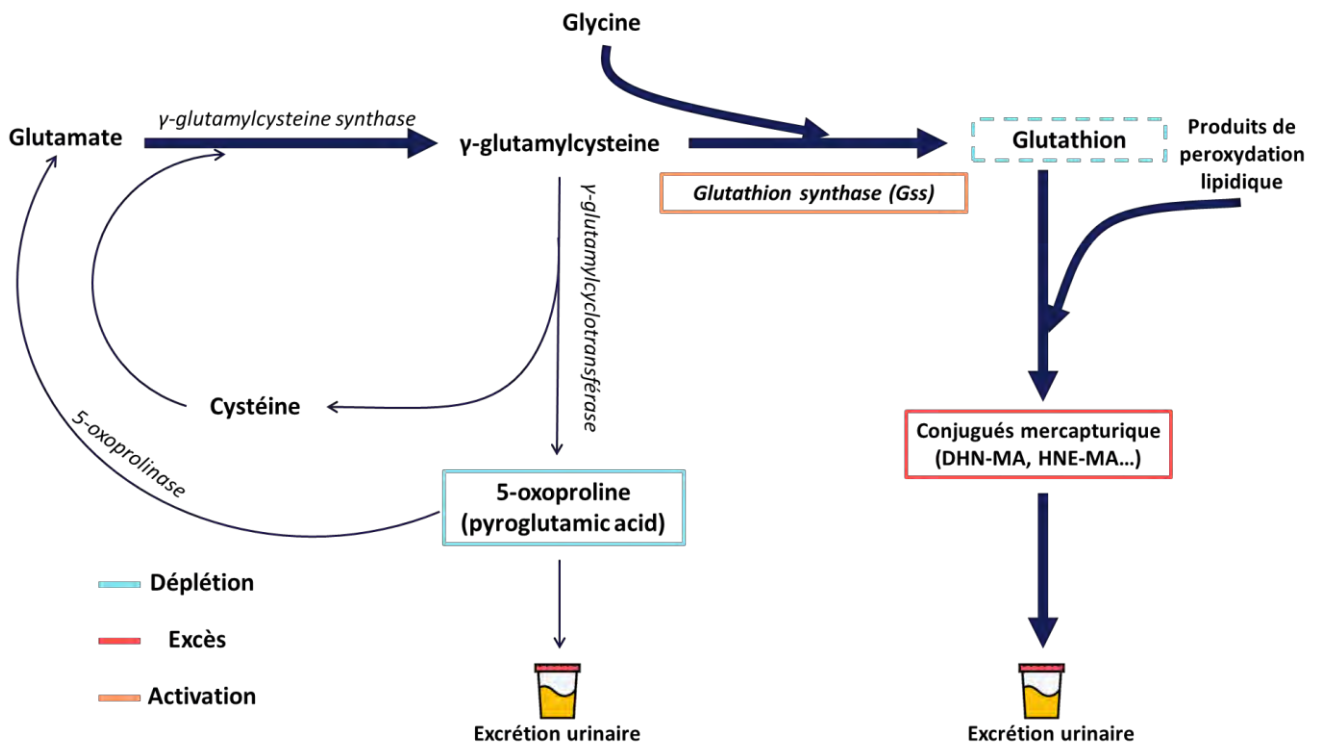 Glycine
γ-glutamylcysteine synthase
Glutamate
γ-glutamylcysteine
Glutathion
Produits de
peroxydation
lipidique
Glutathion synthase (Gss)
γ-glutamylcyclotransférase
Cystéine
5-oxoprolinase
Conjugués mercapturique
(DHN-MA, HNE-MA...)
5-oxoproline
(pyroglutamic acid)
Déplétion
Excès
Activation
Excrétion urinaire
Excrétion urinaire